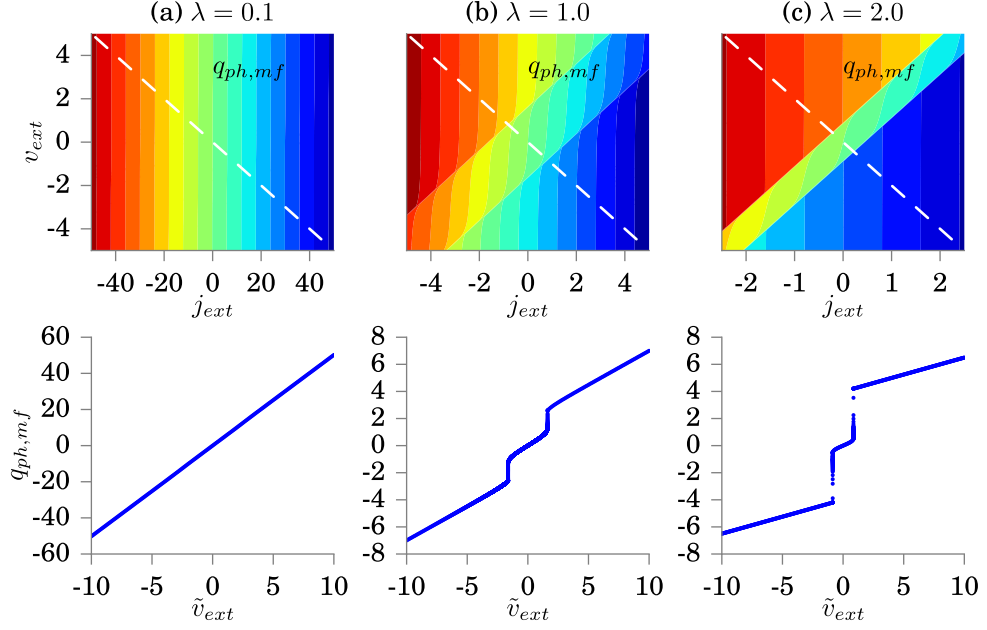 (a) λ = 0.1 (b) λ = 1.0 (c) λ = 2.0
4
2
0
-2
-4
v_ext
q_ph,mf q_ph,mf q_ph,mf
-40 -20 0 20 40 -4 -2 0 2 4 -2 -1 0 1 2
j_ext j_ext j_ext
60 8 8
40 6 6
20 4 4
2 2
0 0 0
-2 -2
-20 -4 -4
-40 -6 -6
-60 -8 -8
q_ph,mf
-10 -5 0 5 10 -10 -5 0 5 10 -10 -5 0 5 10
ṽ_ext ṽ_ext ṽ_ext